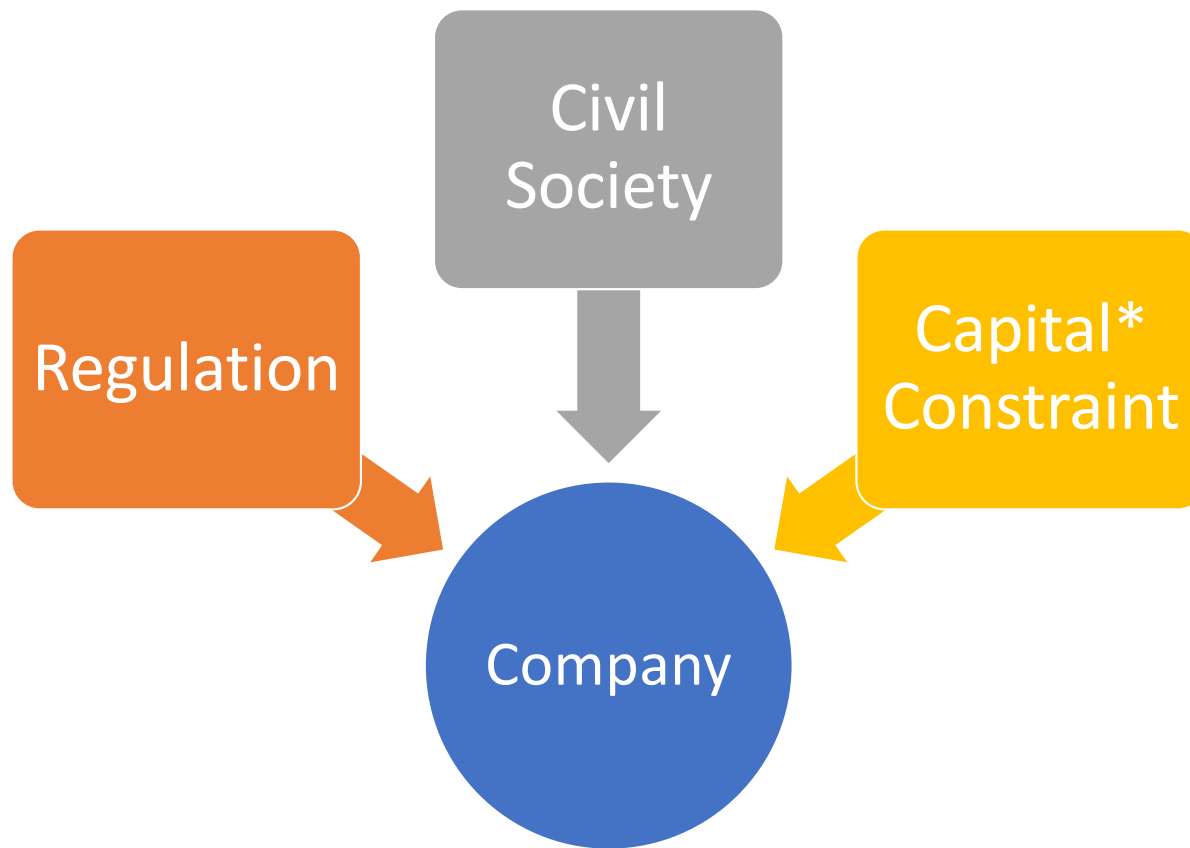 Civil
Society
Regulation
Capital*
Constraint
Company